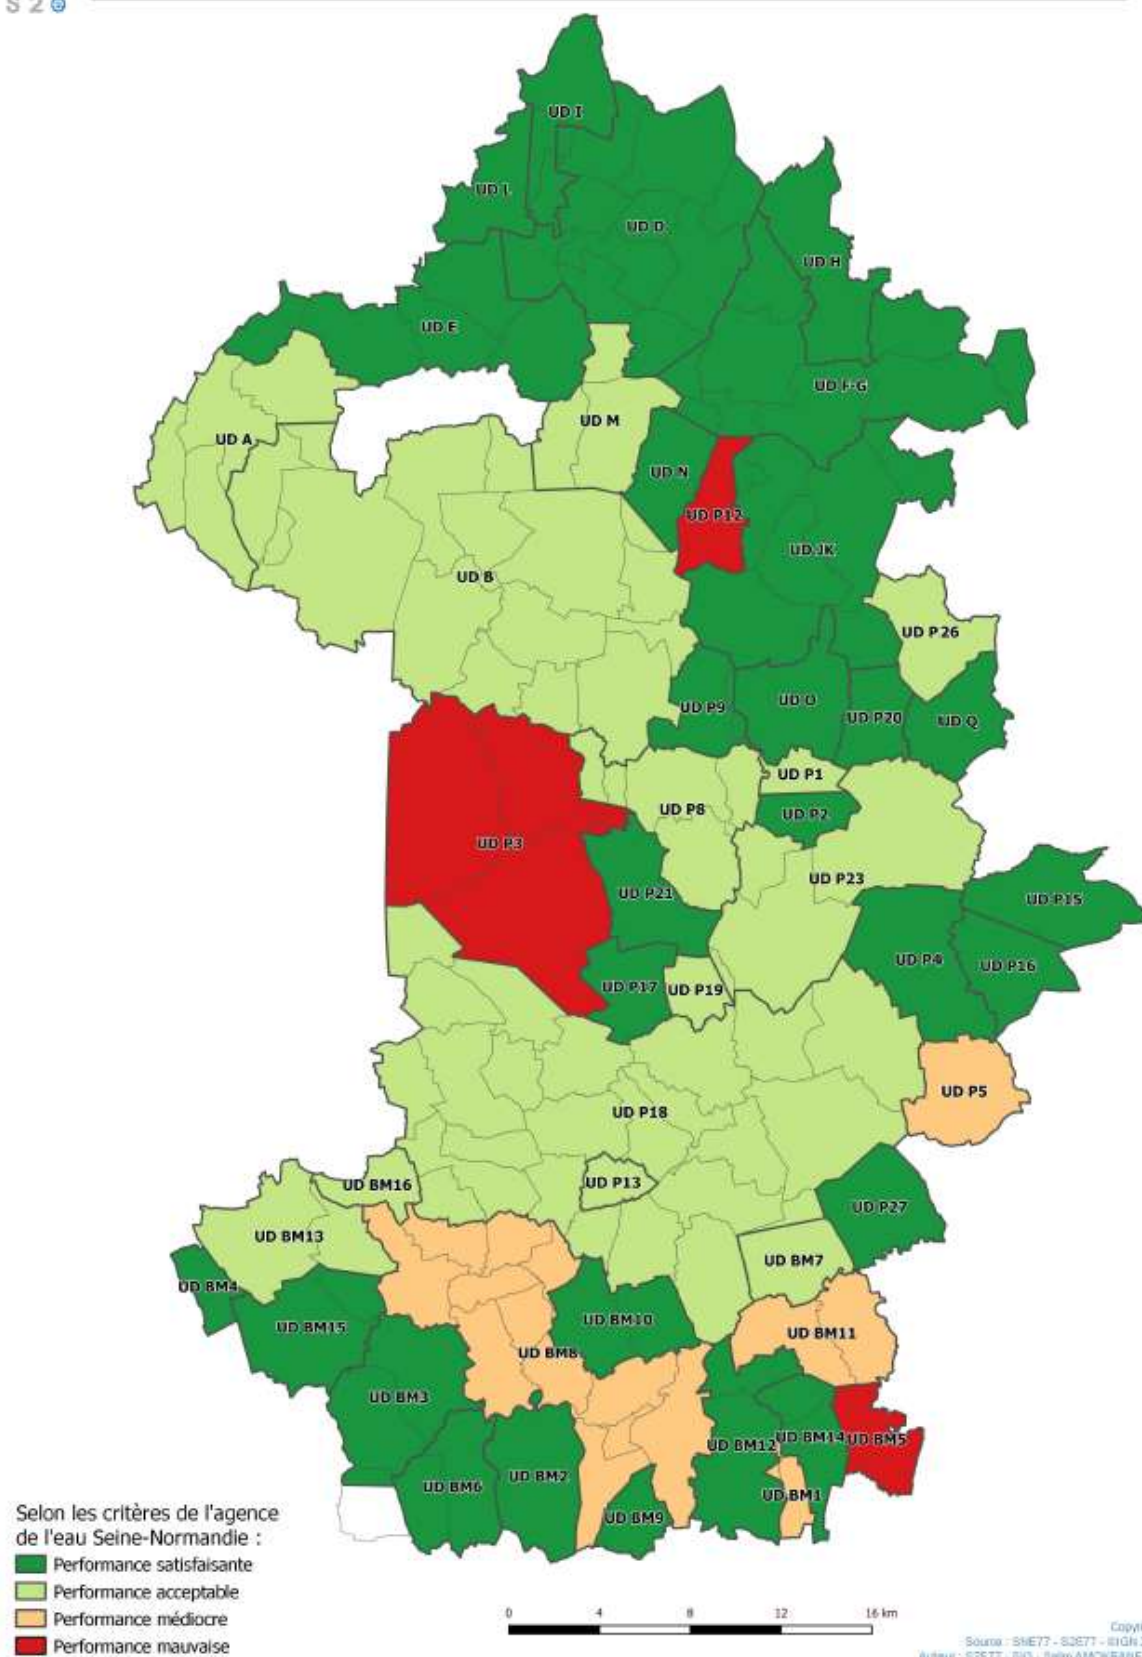 S 2
UD I
UD L
UD D
UD H
UD E
UD F-G
UD M
UD A
UD N
UD P12
UD JK
UD B
UD P26
UD O
UD P9
UD P20
UD Q
UD P1
UD P8
UD P2
UD P3
UD P23
UD P21
UD P15
UD P4
UD P16
UD P17
UD P19
UD P5
UD P18
UD P13
UD BM16
UD P27
UD BM13
UD BM7
UD BM4
UD BM10
UD BM15
UD BM11
UD BM8
UD BM3
UD BM12
UD BM14
UD BM5
UD BM2
UD BM6
UD BM1
UD BM9
Selon les critères de l'agence
de l'eau Seine-Normandie :
Performance satisfaisante
Performance acceptable
Performance médiocre
Performance mauvaise
0 4 8 12 16 km
Source : SNE77 - S2E77 -